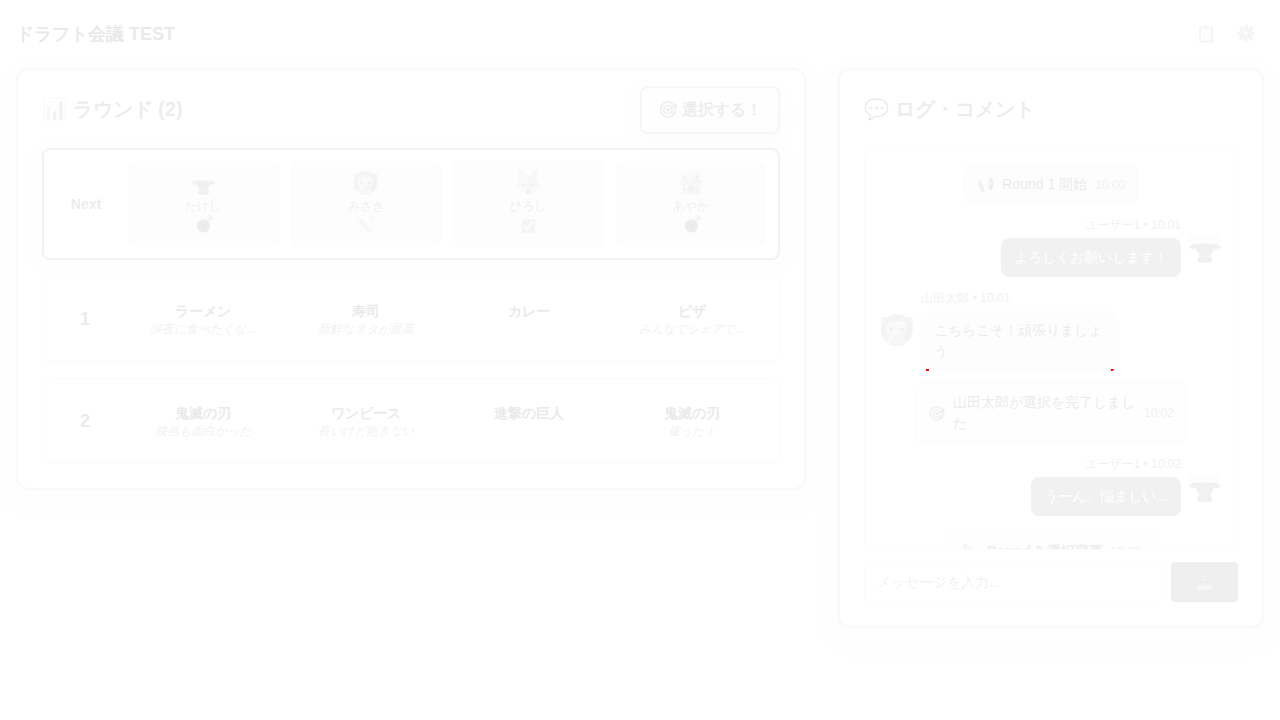 ドラフト会議 TEST
📋 ⚙
📊 ラウンド (2)
🎯 選択する！
Next
たけし
みさき
ひろし
あやか
1
ラーメン
深夜に食べたくな...
寿司
新鮮なネタが最高
カレー
ピザ
みんなでシェアで...
2
鬼滅の刃
映画も面白かった
ワンピース
長いけど飽きない
進撃の巨人
鬼滅の刃
被った！
💬 ログ・コメント
📢 Round 1 開始 10:00
ユーザー1 • 10:01
よろしくお願いします！
山田太郎 • 10:01
こちらこそ！頑張りましょ
う
🎯 山田太郎が選択を完了しまし
た 10:02
ユーザー1 • 10:02
うーん、悩ましい...
メッセージを入力...